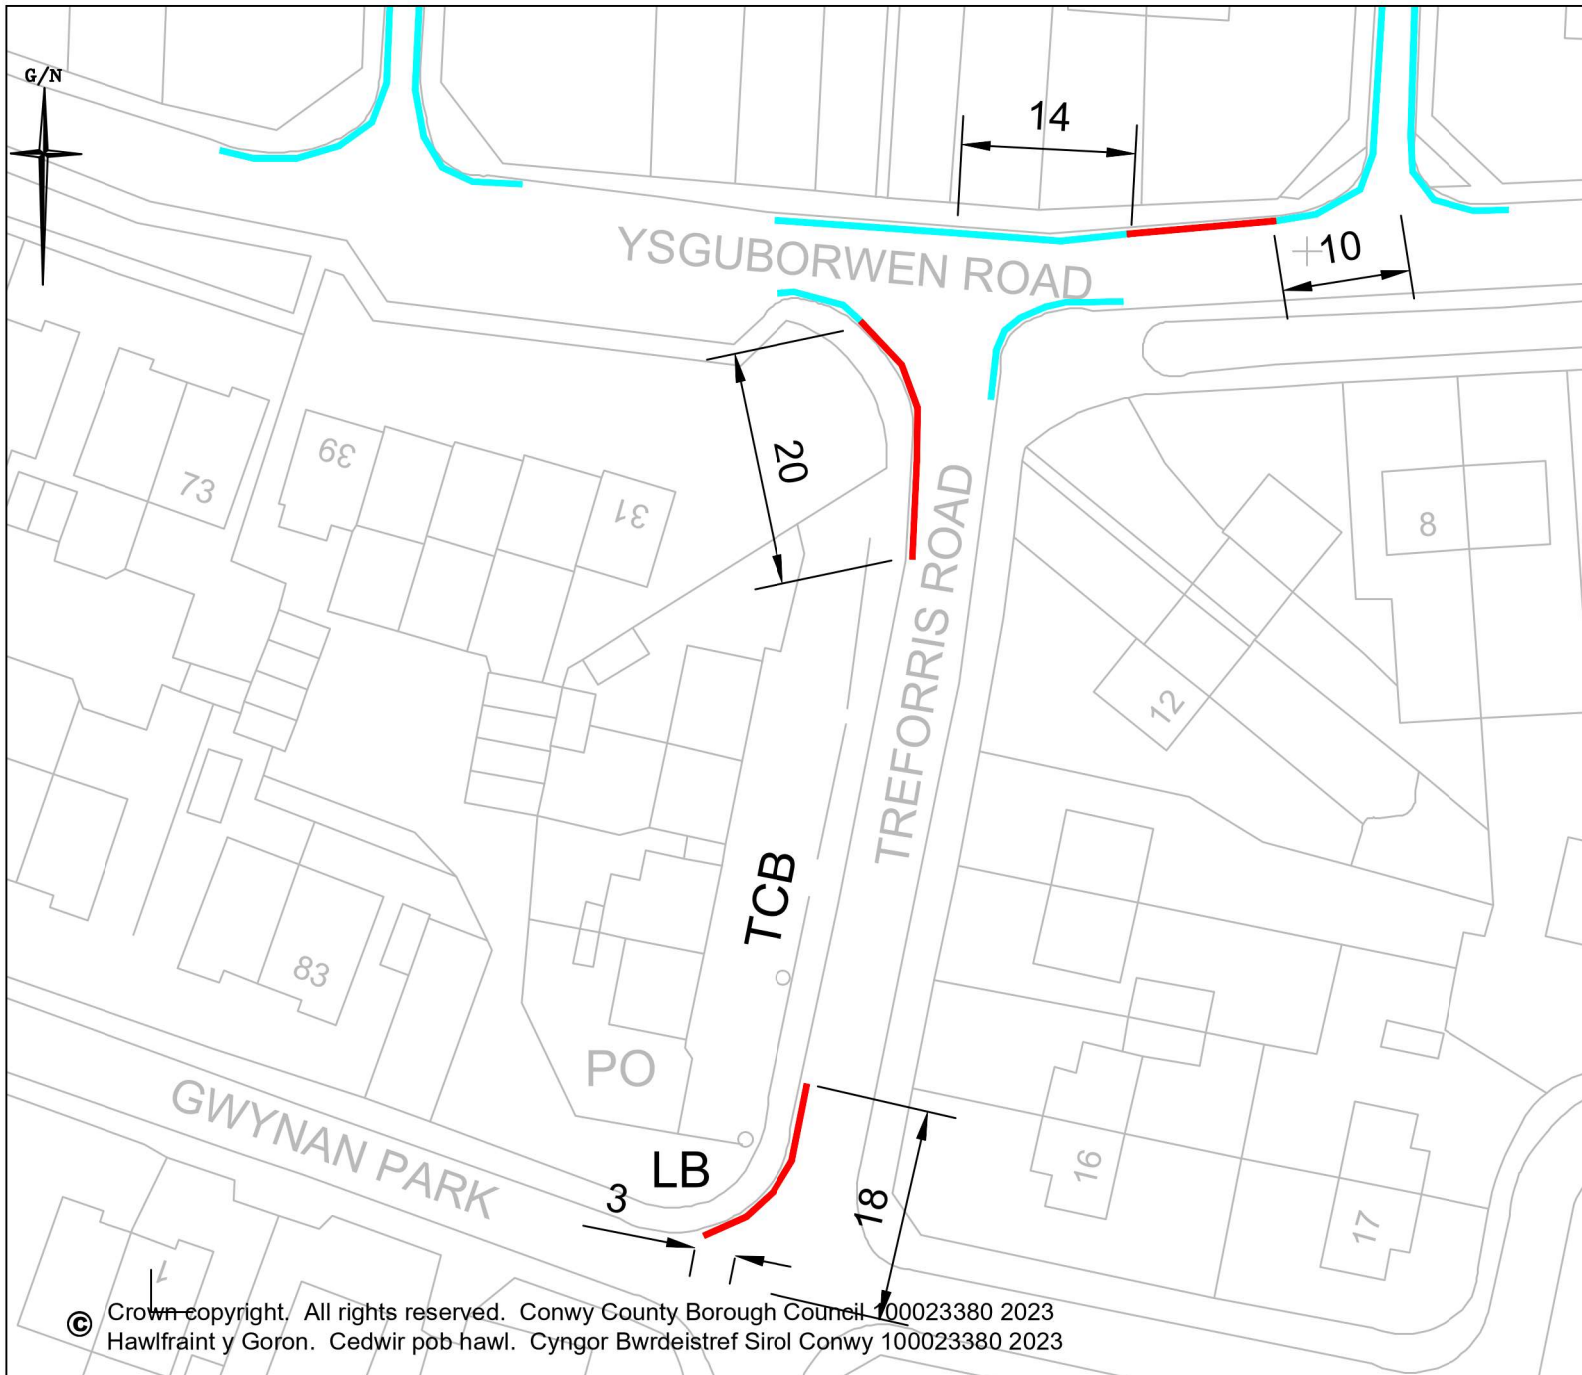 G/N
14
10
YSGUBORWEN ROAD
20
39
31
73
8
12
TREFORRIS ROAD
TCB
83
PO
GWYNAN PARK
LB
3
18
16
17
1
© Crown copyright. All rights reserved. Conwy County Borough Council 100023380 2023
Hawlfraint y Goron. Cedwir pob hawl. Cyngor Bwrdeistref Sirol Conwy 100023380 2023